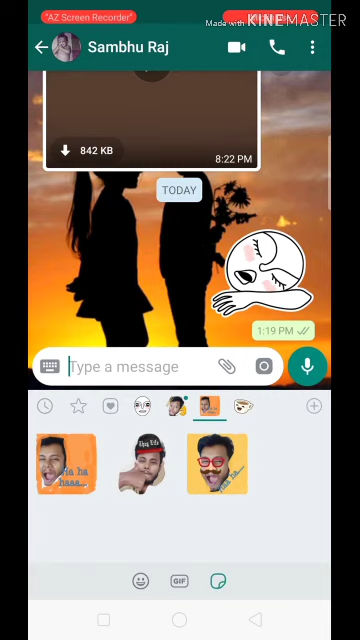 "AZ Screen Recorder"
Made with KINEMASTER
Sambhu Raj
842 KB
8:22 PM
TODAY
1:19 PM
Type a message
Ha ha
haaa...
GIF